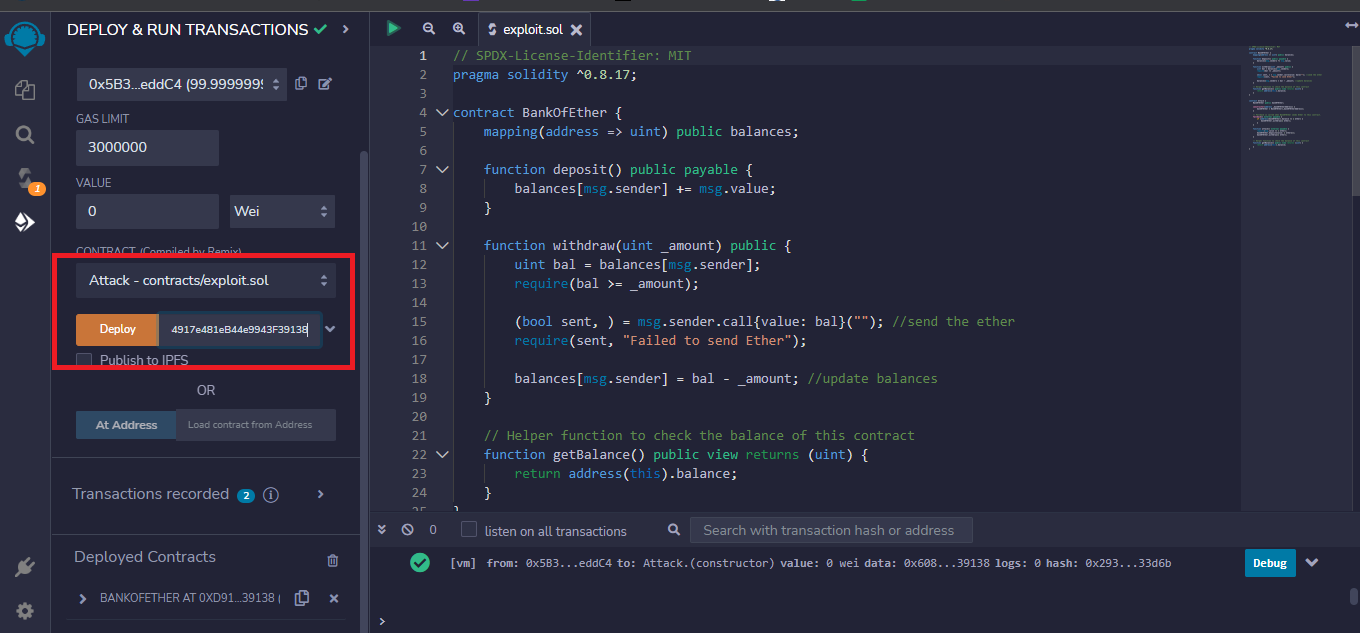 DEPLOY & RUN TRANSACTIONS
0x5B3...eddC4 (99.9999999
GAS LIMIT
3000000
VALUE
0
Wei
CONTRACT (Compiled by Remix)
Attack - contracts/exploit.sol
Deploy
4917e481eB44e9943F39138
Publish to IPFS
OR
At Address
Load contract from Address
Transactions recorded 2 i
Deployed Contracts
BANKOFETHER AT 0XD91...39138 (
1
exploit.sol
1 // SPDX-License-Identifier: MIT
2 pragma solidity ^0.8.17;
3
4 contract BankOfEther {
5 mapping(address => uint) public balances;
6
7 function deposit() public payable {
8 balances[msg.sender] += msg.value;
9 }
10
11 function withdraw(uint _amount) public {
12 uint bal = balances[msg.sender];
13 require(bal >= _amount);
14
15 (bool sent, ) = msg.sender.call{value: bal}(""); //send the ether
16 require(sent, "Failed to send Ether");
17
18 balances[msg.sender] = bal - _amount; //update balances
19 }
20
21 // Helper function to check the balance of this contract
22 function getBalance() public view returns (uint) {
23 return address(this).balance;
24 }
25 }
0
listen on all transactions
Search with transaction hash or address
[vm] from: 0x5B3...eddC4 to: Attack.(constructor) value: 0 wei data: 0x608...39138 logs: 0 hash: 0x293...33d6b
Debug
>